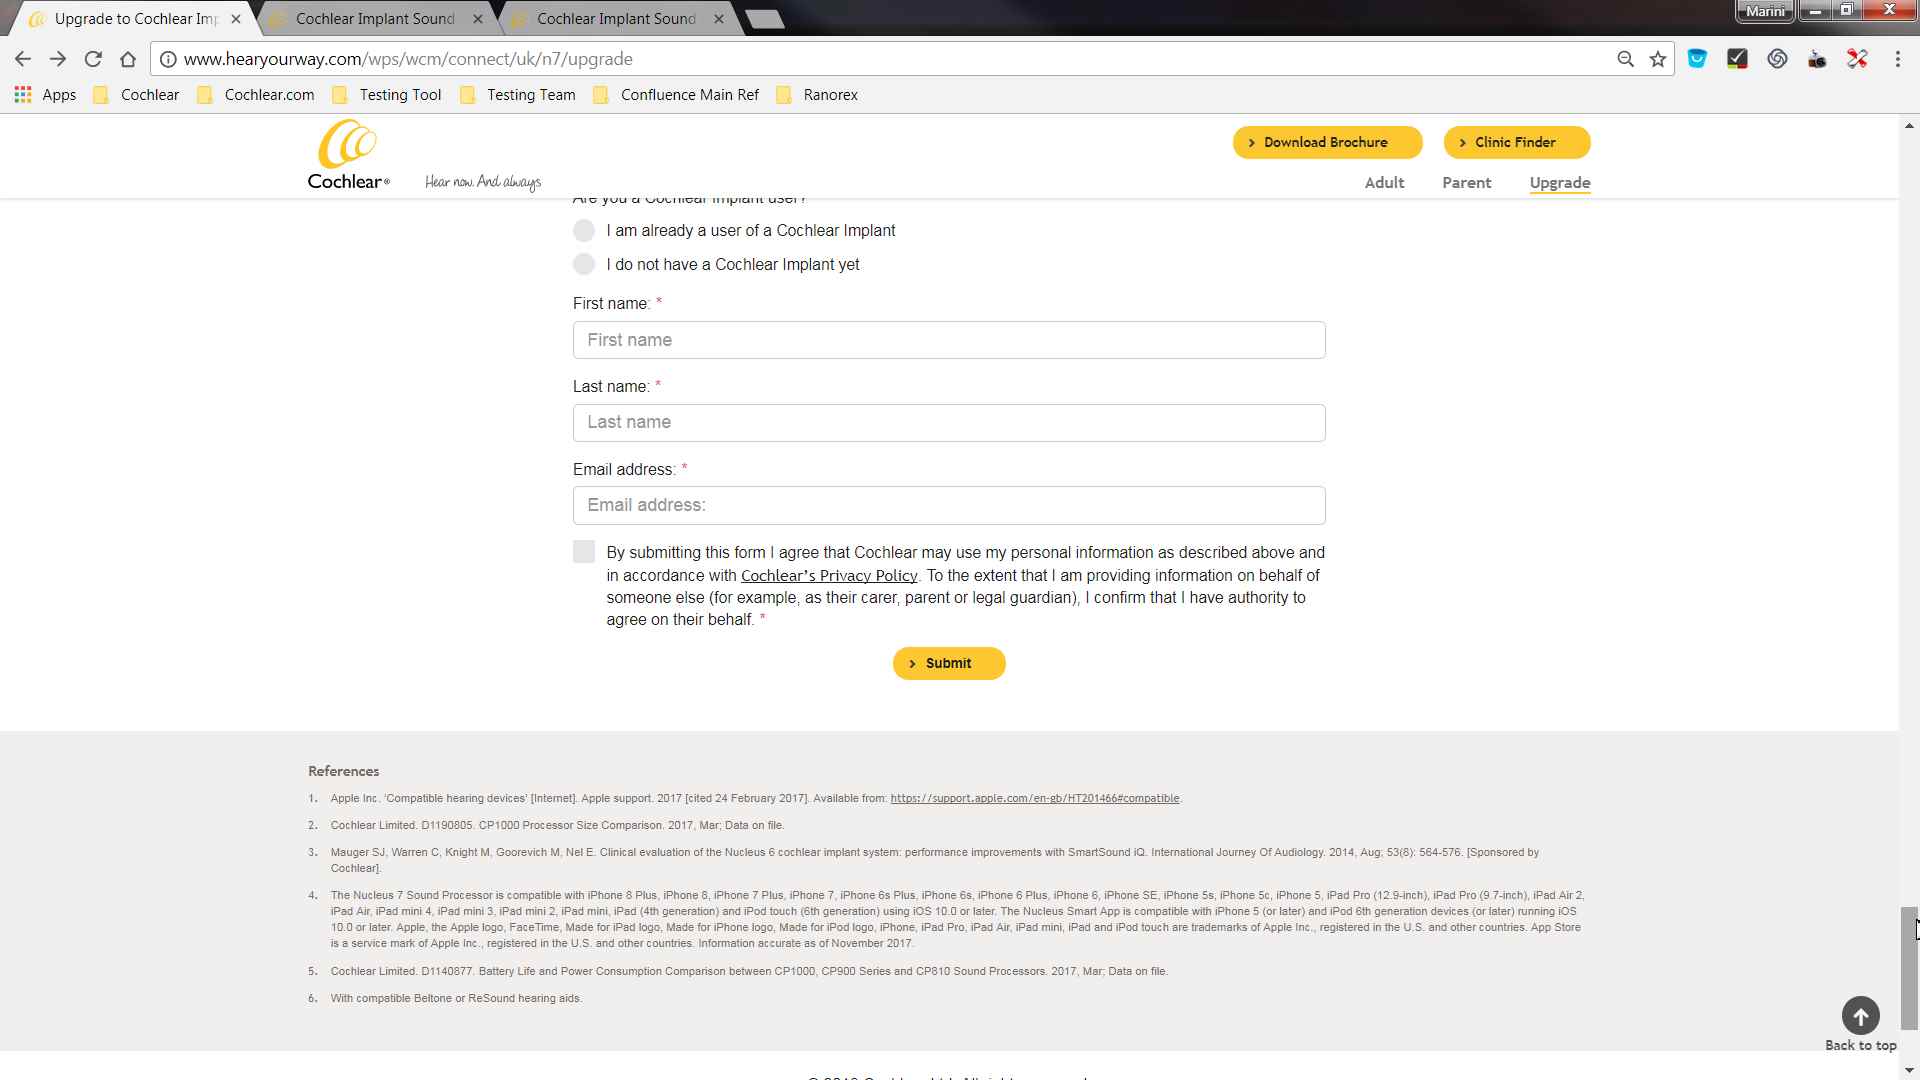 Upgrade to Cochlear Imp
Cochlear Implant Sound
Cochlear Implant Sound
Marini
www.hearyourway.com/wps/wcm/connect/uk/n7/upgrade
Apps Cochlear Cochlear.com Testing Tool Testing Team Confluence Main Ref Ranorex
Cochlear®
Hear now. And always
Download Brochure
Clinic Finder
Adult Parent Upgrade
Are you a Cochlear Implant user?
I am already a user of a Cochlear Implant
I do not have a Cochlear Implant yet
First name: *
First name
Last name: *
Last name
Email address: *
Email address:
By submitting this form I agree that Cochlear may use my personal information as described above and
in accordance with Cochlear's Privacy Policy. To the extent that I am providing information on behalf of
someone else (for example, as their carer, parent or legal guardian), I confirm that I have authority to
agree on their behalf. *
Submit
References
1. Apple Inc. 'Compatible hearing devices' [Internet]. Apple support. 2017 [cited 24 February 2017]. Available from: https://support.apple.com/en-gb/HT201466#compatible.
2. Cochlear Limited. D1190805. CP1000 Processor Size Comparison. 2017, Mar; Data on file.
3. Mauger SJ, Warren C, Knight M, Goorevich M, Nel E. Clinical evaluation of the Nucleus 6 cochlear implant system: performance improvements with SmartSound iQ. International Journey Of Audiology. 2014, Aug; 53(8): 564-576. [Sponsored by
Cochlear].
4. The Nucleus 7 Sound Processor is compatible with iPhone 8 Plus, iPhone 8, iPhone 7 Plus, iPhone 7, iPhone 6s Plus, iPhone 6s, iPhone 6 Plus, iPhone 6, iPhone SE, iPhone 5s, iPhone 5c, iPhone 5, iPad Pro (12.9-inch), iPad Pro (9.7-inch), iPad Air 2,
iPad Air, iPad mini 4, iPad mini 3, iPad mini 2, iPad mini, iPad (4th generation) and iPod touch (6th generation) using iOS 10.0 or later. The Nucleus Smart App is compatible with iPhone 5 (or later) and iPod 6th generation devices (or later) running iOS
10.0 or later. Apple, the Apple logo, FaceTime, Made for iPad logo, Made for iPhone logo, Made for iPod logo, iPhone, iPad Pro, iPad Air, iPad mini, iPad and iPod touch are trademarks of Apple Inc., registered in the U.S. and other countries. App Store
is a service mark of Apple Inc., registered in the U.S. and other countries. Information accurate as of November 2017.
5. Cochlear Limited. D1140877. Battery Life and Power Consumption Comparison between CP1000, CP900 Series and CP810 Sound Processors. 2017, Mar; Data on file.
6. With compatible Beltone or ReSound hearing aids.
Back to top